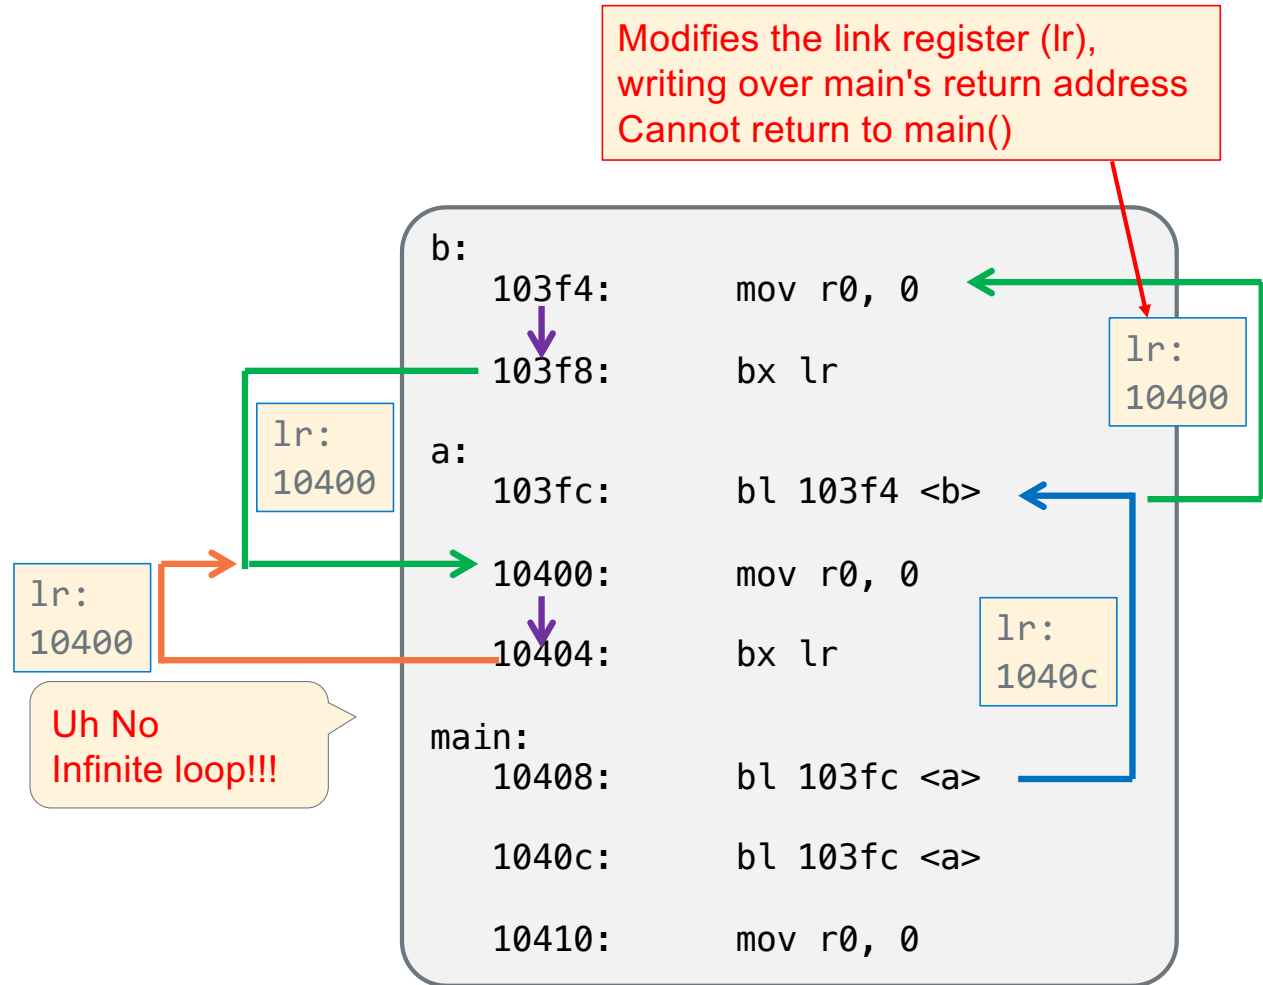 Modifies the link register (lr),
writing over main's return address
Cannot return to main()
b:
103f4: mov r0, 0
103f8: bx lr
lr:
10400
lr:
10400
a:
103fc: bl 103f4 <b>
10400: mov r0, 0
10404: bx lr
lr:
10400
lr:
1040c
Uh No
Infinite loop!!!
main:
10408: bl 103fc <a>
1040c: bl 103fc <a>
10410: mov r0, 0